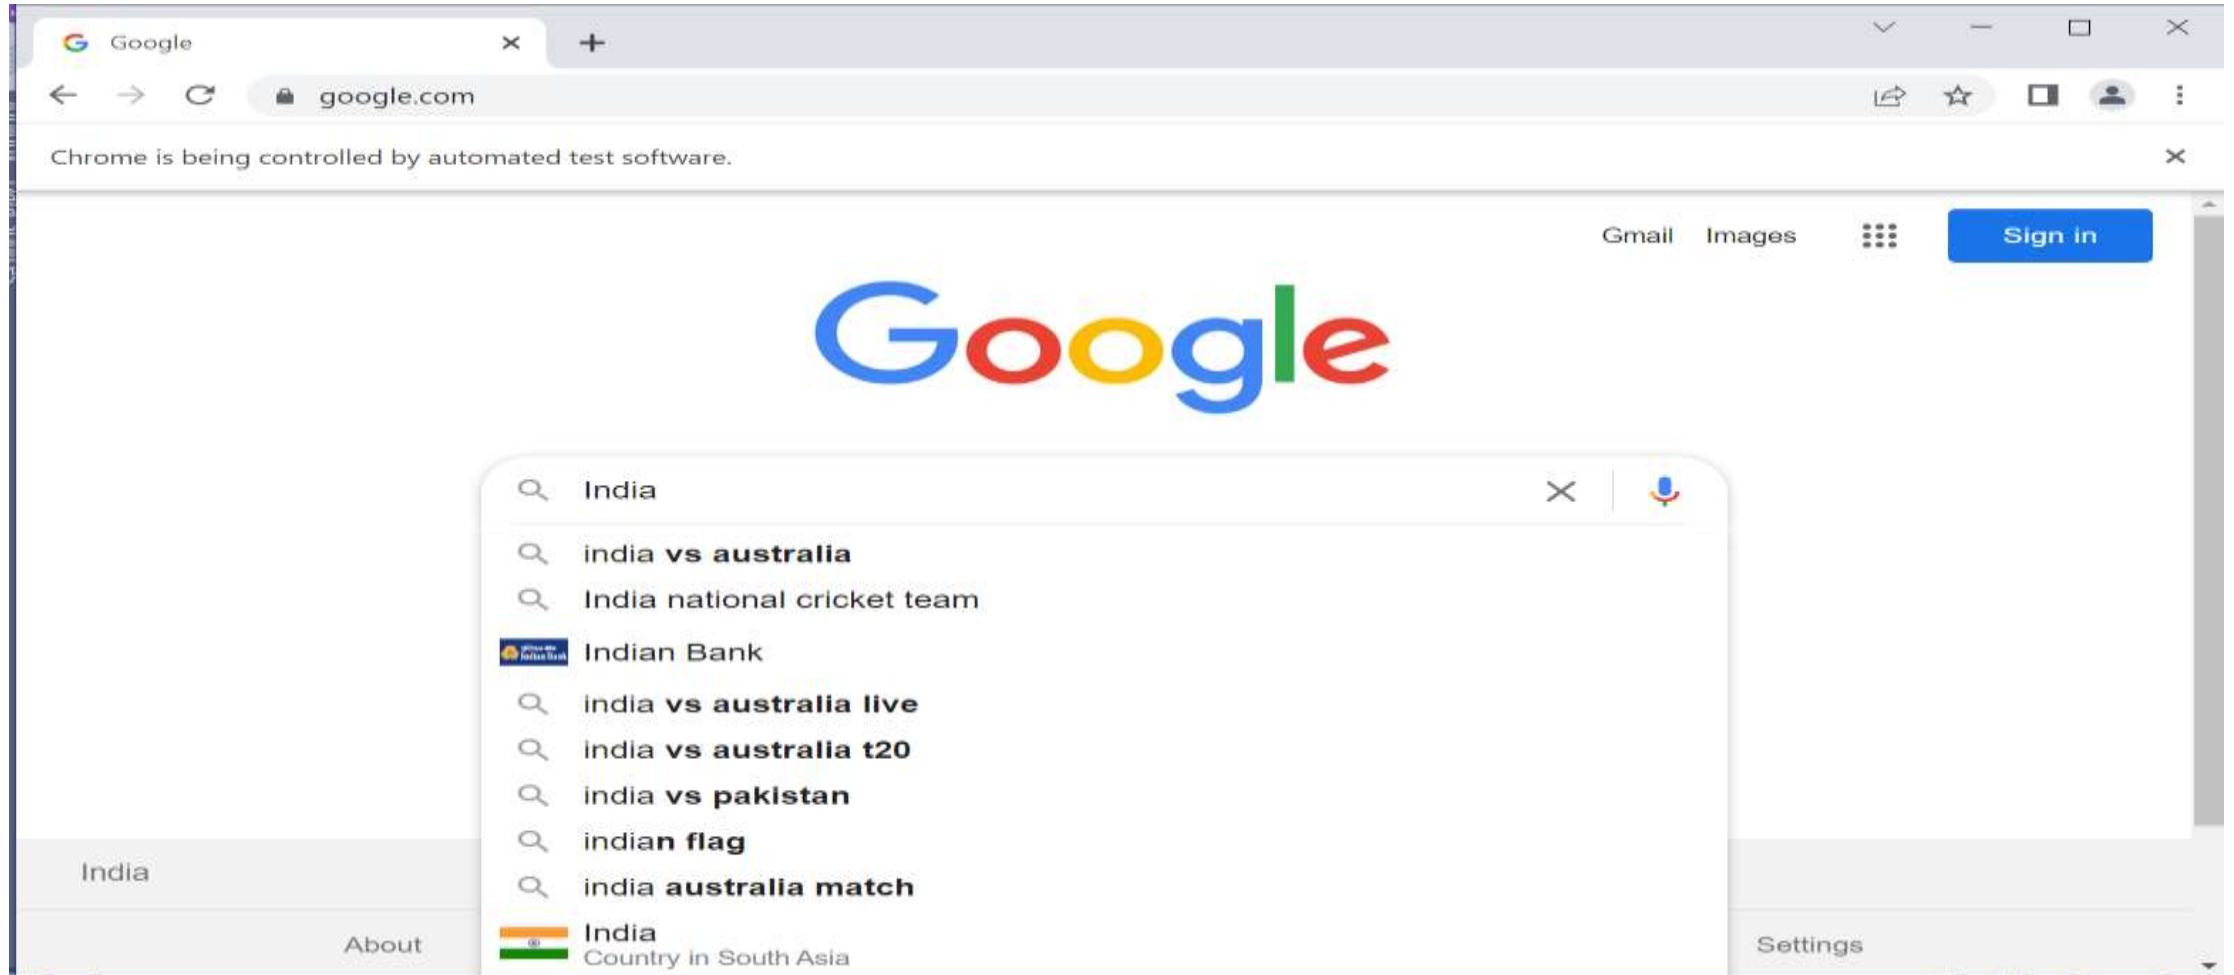 Google
google.com
Chrome is being controlled by automated test software.
Gmail Images Sign in
Google
India
india vs australia
India national cricket team
Indian Bank
india vs australia live
india vs australia t20
india vs pakistan
indian flag
india australia match
India
Country in South Asia
India
About
Settings